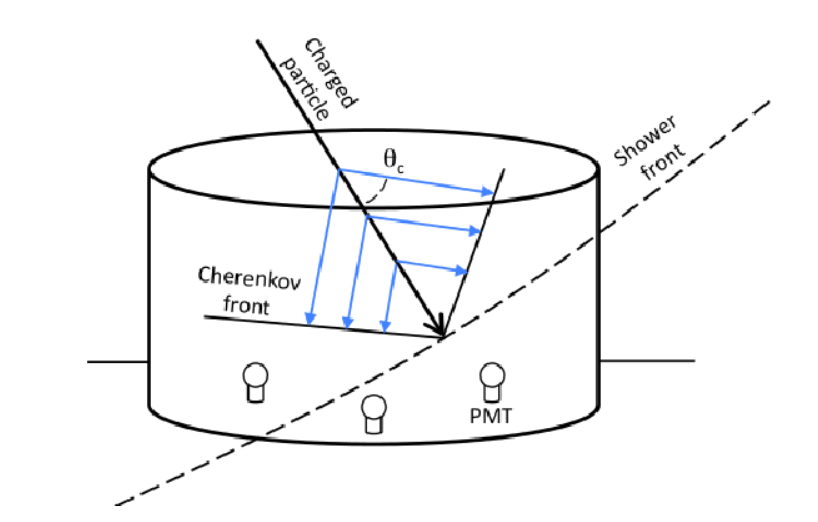 Charged
particle
θc
Shower
front
Cherenkov
front
PMT